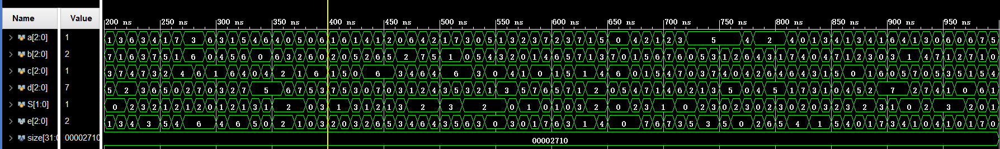 Name Value
200 ns 250 ns 300 ns 350 ns 400 ns 450 ns 500 ns 550 ns 600 ns 650 ns 700 ns 750 ns 800 ns 850 ns 900 ns 950 ns
a[2:0] 1 1 3 6 3 4 1 7 3 6 3 1 5 4 6 4 0 5 0 6 1 6 1 4 1 2 0 6 4 2 1 7 3 0 5 1 3 2 3 7 2 3 7 1 5 0 4 2 1 2 3 5 4 2 4 0 1 3 4 1 3 4 1 6 4 1 3 0 6 0 6 7 5
b[2:0] 2 7 1 6 3 7 5 1 6 0 4 5 6 0 6 3 2 6 0 2 0 5 2 6 5 2 7 5 1 0 5 4 3 2 0 1 4 6 5 7 1 3 7 0 1 5 6 7 6 0 5 3 1 2 6 4 3 1 7 4 0 4 7 1 2 3 0 3 1 4 7 1 2 7 1 0
c[2:0] 1 3 7 4 7 3 2 4 6 1 6 4 0 4 2 1 6 1 5 0 6 3 4 6 4 6 3 0 4 1 0 1 5 1 4 6 0 1 5 4 7 0 3 7 4 0 4 2 6 4 6 4 3 1 5 0 1 6 0 5 7 0 5 3 5 1 5 4
d[2:0] 7 5 2 3 6 5 0 2 7 0 3 2 7 5 6 7 5 3 7 5 3 0 7 0 3 1 2 4 3 5 3 2 1 3 5 7 6 5 7 1 2 0 5 4 7 1 4 6 2 1 3 5 0 4 5 1 7 3 1 0 4 5 2 7 2 7 4 1 0 6 1
S[1:0] 1 0 2 3 2 1 2 1 2 0 1 2 1 3 1 2 0 3 1 3 1 2 1 3 2 3 2 0 1 0 1 0 3 2 0 2 3 1 0 2 3 0 2 3 0 2 3 0 2 0 3 2 3 2 3 1 0 2 3 2 0 1
e[2:0] 2 1 3 4 3 5 4 6 4 6 5 0 2 1 0 3 2 0 3 2 6 5 3 4 6 3 5 6 3 0 3 0 1 7 6 3 1 4 0 7 6 7 3 5 3 5 0 2 6 5 4 1 5 4 0 1 7 3 4 1 0 4 1 0 1 7 0
size[31:0 00002710 00002710